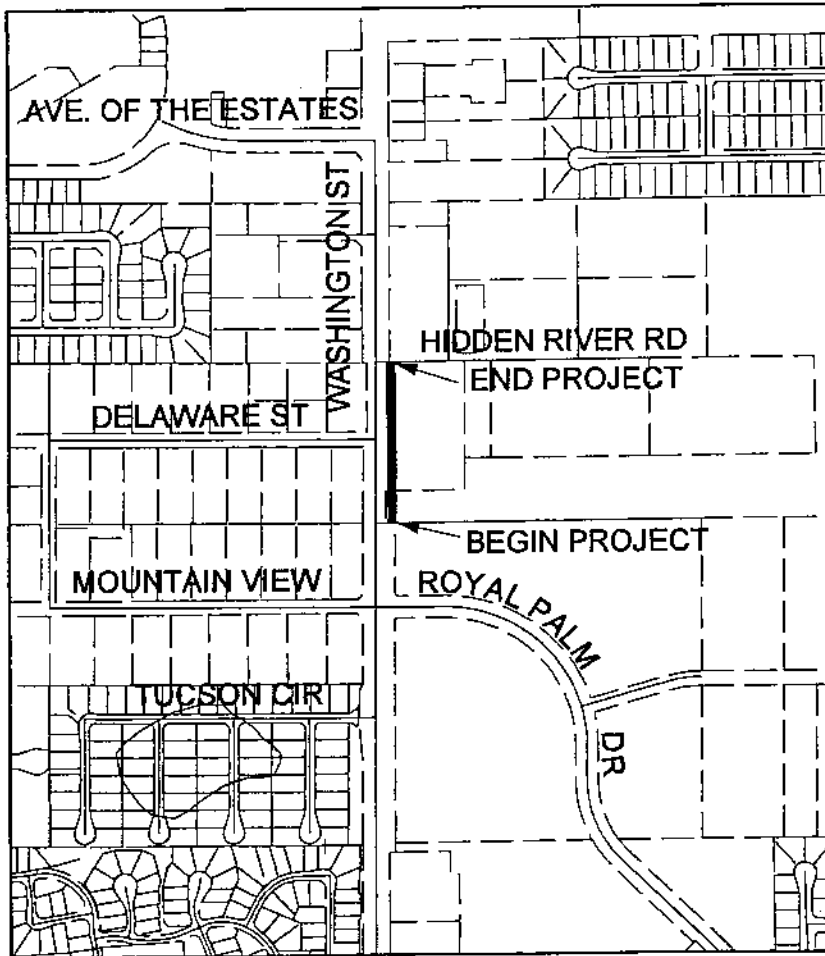 AVE. OF THE ESTATES
WASHINGTON ST
HIDDEN RIVER RD
END PROJECT
DELAWARE ST
BEGIN PROJECT
MOUNTAIN VIEW
ROYAL PALM
DR
TUCSON CIR